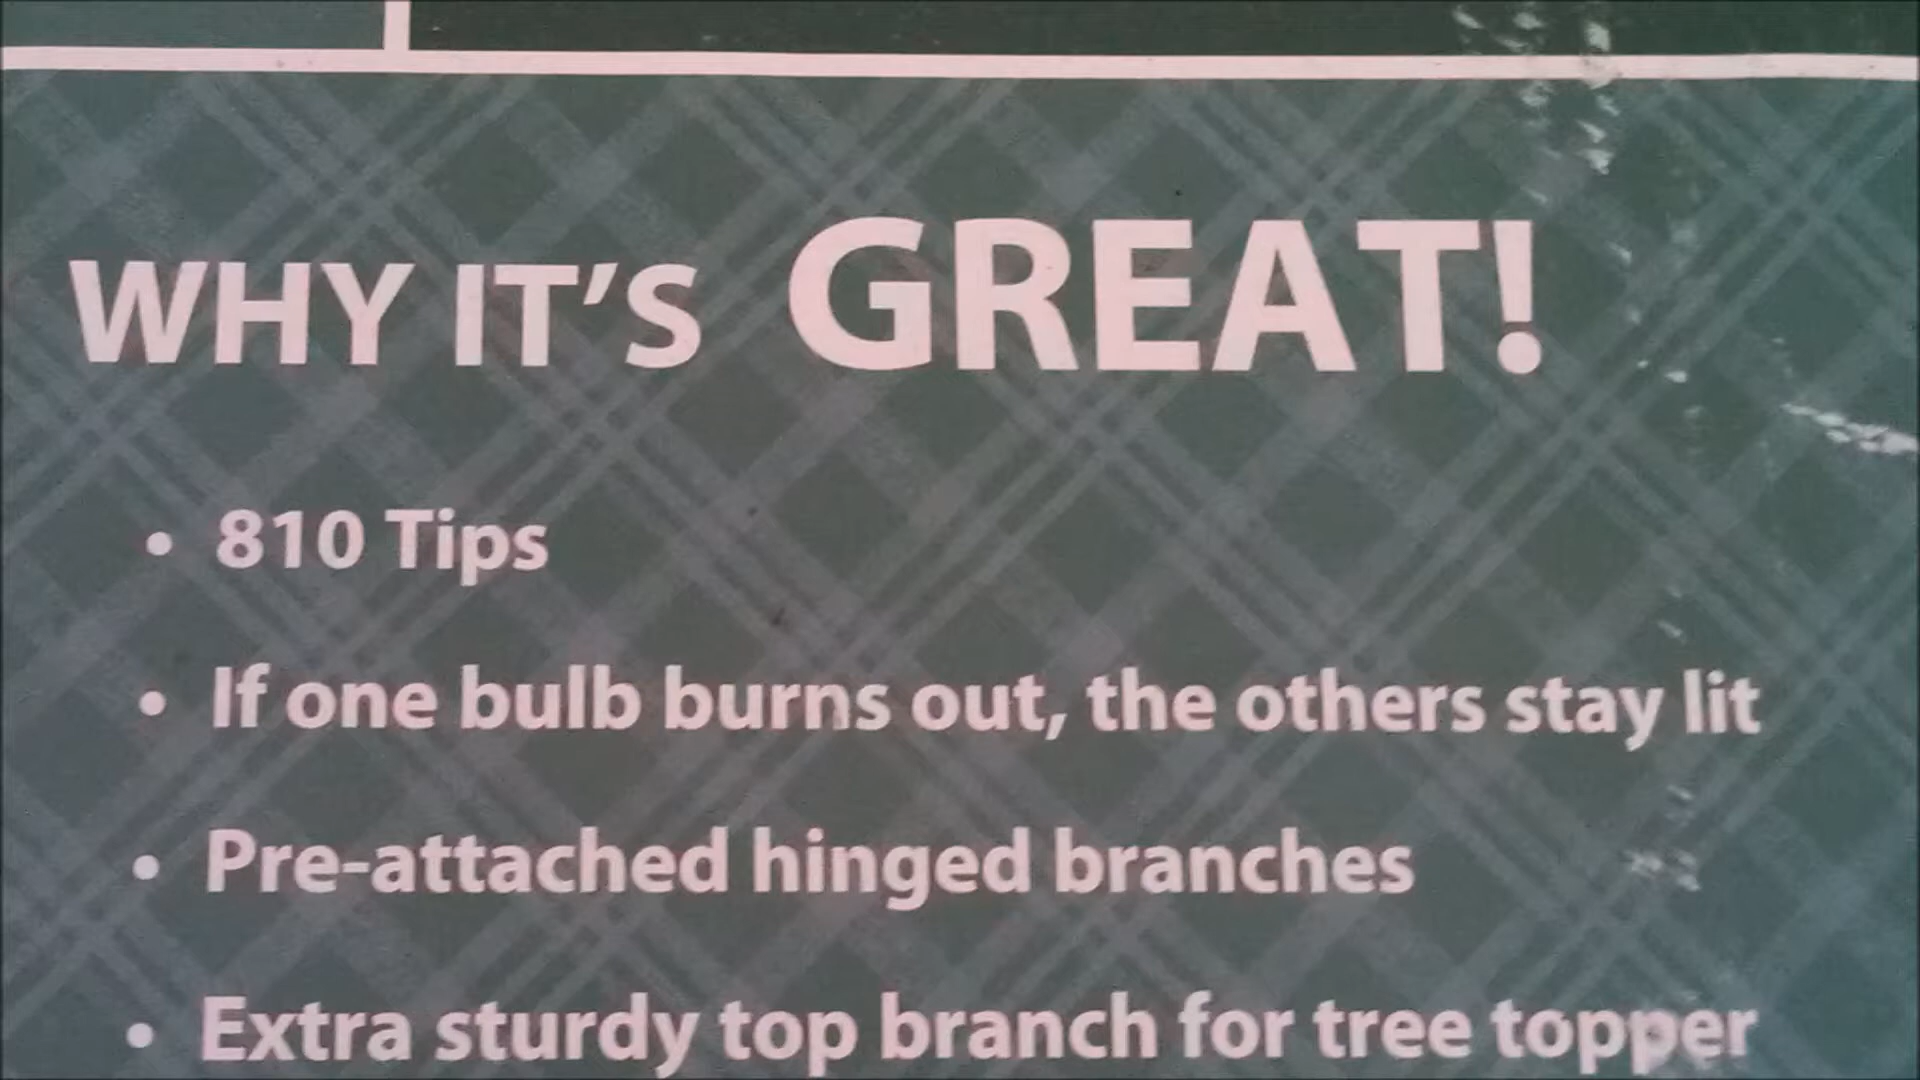 WHY IT’S GREAT!
• 810 Tips
• If one bulb burns out, the others stay lit
• Pre-attached hinged branches
• Extra sturdy top branch for tree topper